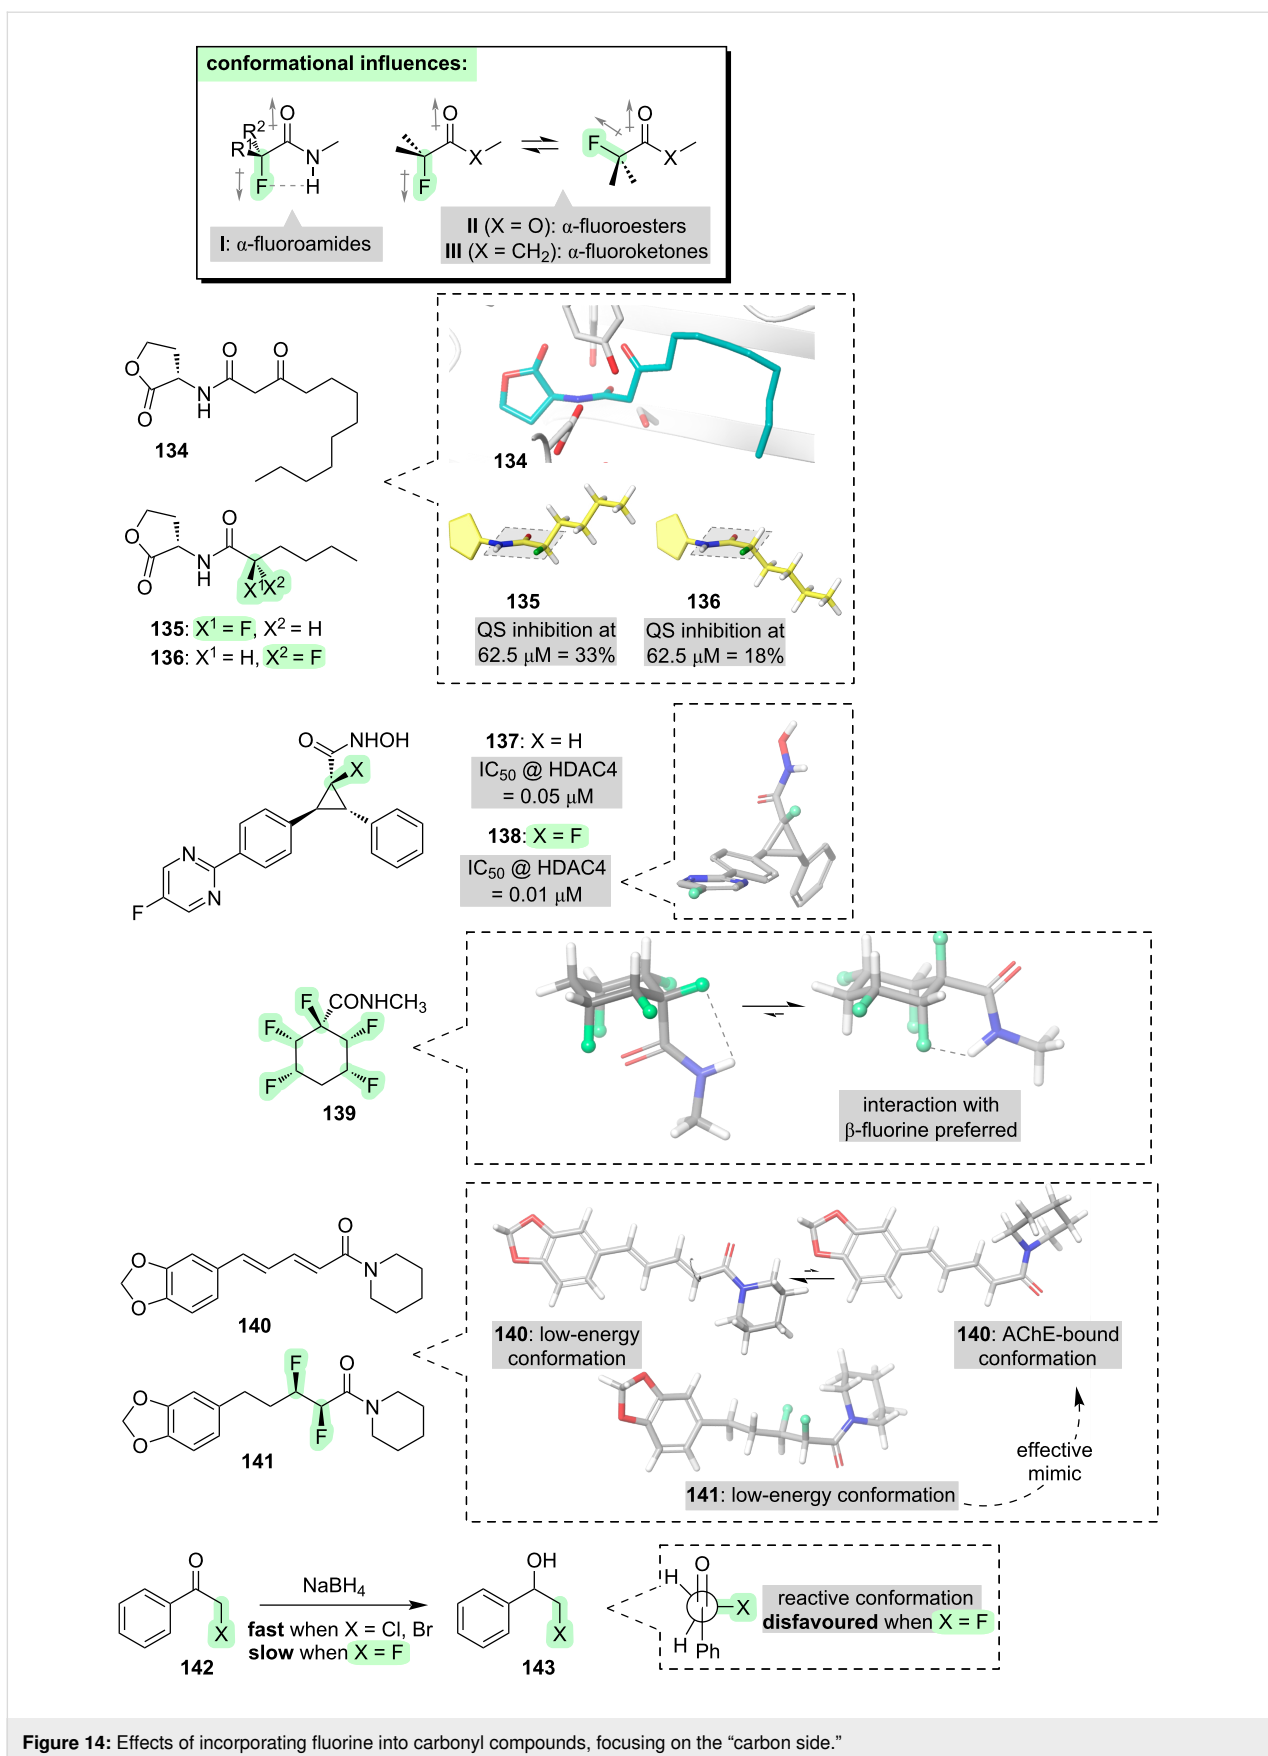 conformational influences:
R² O
R¹ N
F H
O
X
F
O
F
X
I: α-fluoroamides
II (X = O): α-fluoroesters
III (X = CH₂): α-fluoroketones
O O
O
O N
H
134
134
O
O
O N
H X¹ X²
135: X¹ = F, X² = H
136: X¹ = H, X² = F
135
QS inhibition at
62.5 μM = 33%
136
QS inhibition at
62.5 μM = 18%
O NHOH
X
N
N
F
137: X = H
IC₅₀ @ HDAC4
= 0.05 μM
138: X = F
IC₅₀ @ HDAC4
= 0.01 μM
F CONHCH₃
F F
F F
139
interaction with
β-fluorine preferred
O
O N
O
140
F O
O N
O F
141
140: low-energy
conformation
140: AChE-bound
conformation
effective
mimic
141: low-energy conformation
O
X
142
NaBH₄
fast when X = Cl, Br
slow when X = F
OH
X
143
O
H
X
H
Ph
reactive conformation
disfavoured when X = F
Figure 14: Effects of incorporating fluorine into carbonyl compounds, focusing on the “carbon side.”